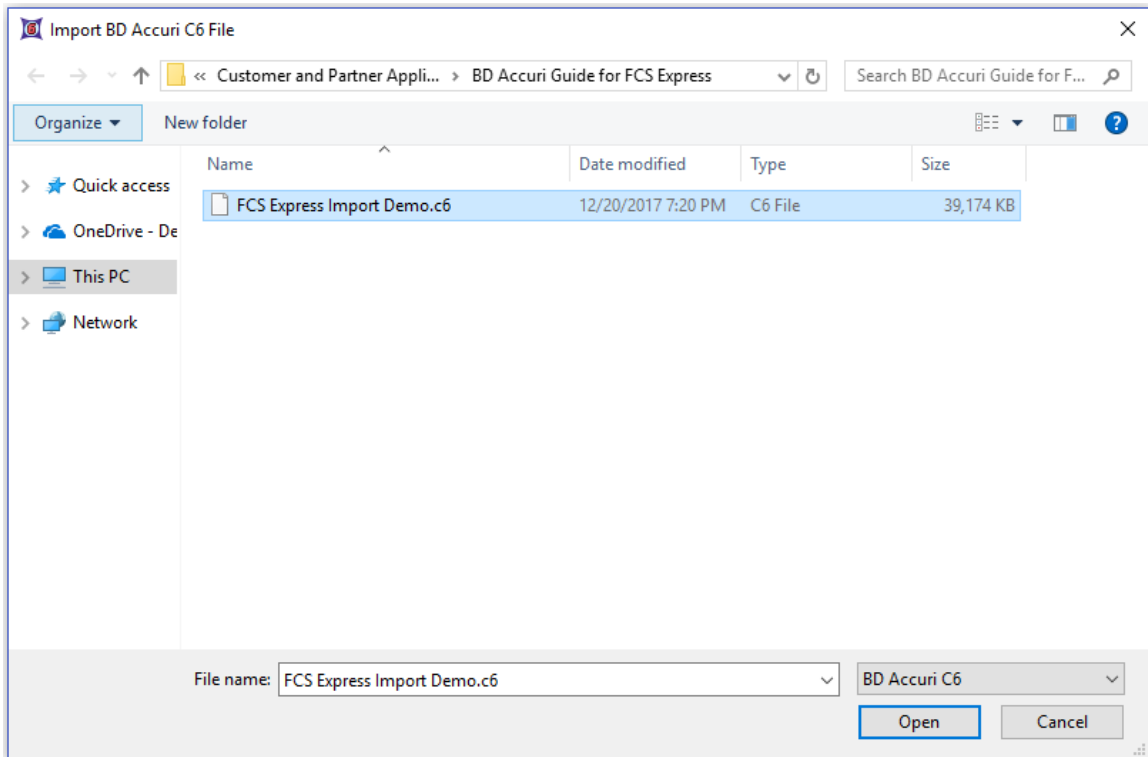 Import BD Accuri C6 File
« Customer and Partner Appli... > BD Accuri Guide for FCS Express
Search BD Accuri Guide for F...
Organize
New folder
Name Date modified Type Size
Quick access
FCS Express Import Demo.c6 12/20/2017 7:20 PM C6 File 39,174 KB
OneDrive - De
This PC
Network
File name: FCS Express Import Demo.c6
BD Accuri C6
Open Cancel